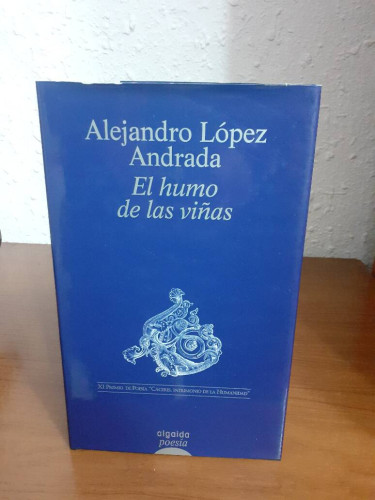 Alejandro López
Andrada
El humo
de las viñas
XI Premio de Poesía "Cáceres, patrimonio de la Humanidad"
algaida
poesía